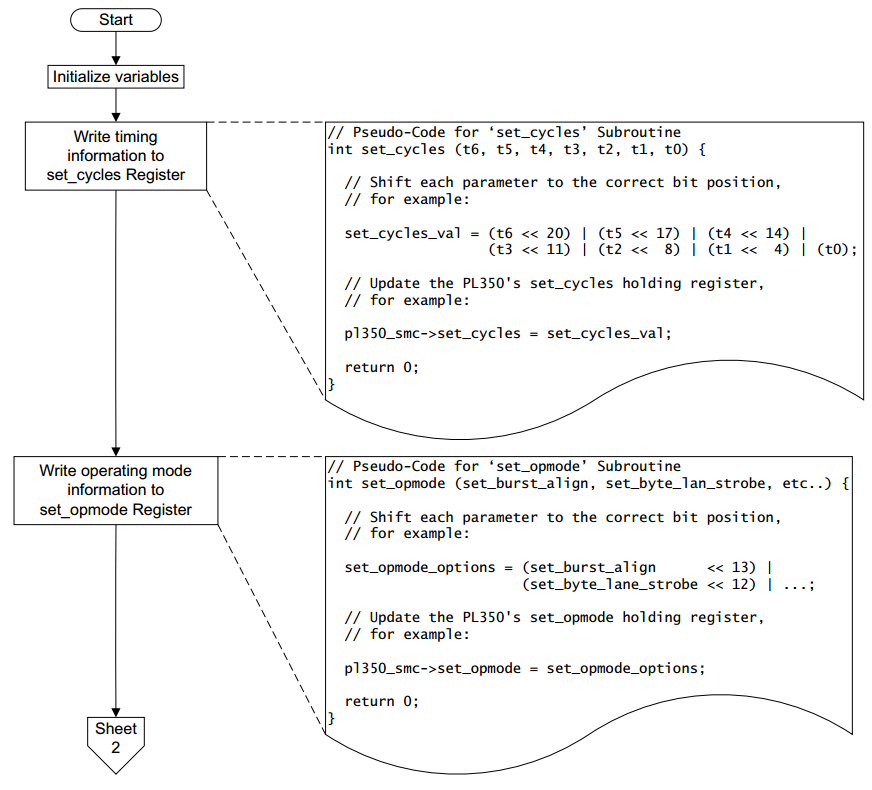 Start
Initialize variables
Write timing
information to
set_cycles Register
// Pseudo-Code for ‘set_cycles’ Subroutine
int set_cycles (t6, t5, t4, t3, t2, t1, t0) {
// Shift each parameter to the correct bit position,
// for example:
set_cycles_val = (t6 << 20) | (t5 << 17) | (t4 << 14) |
(t3 << 11) | (t2 <<  8) | (t1 <<  4) | (t0);
// Update the PL350's set_cycles holding register,
// for example:
pl350_smc->set_cycles = set_cycles_val;
return 0;
}
Write operating mode
information to
set_opmode Register
// Pseudo-Code for ‘set_opmode’ Subroutine
int set_opmode (set_burst_align, set_byte_lan_strobe, etc..) {
// Shift each parameter to the correct bit position,
// for example:
set_opmode_options = (set_burst_align      << 13) |
(set_byte_lane_strobe << 12) | ...;
// Update the PL350's set_opmode holding register,
// for example:
pl350_smc->set_opmode = set_opmode_options;
return 0;
}
Sheet
2